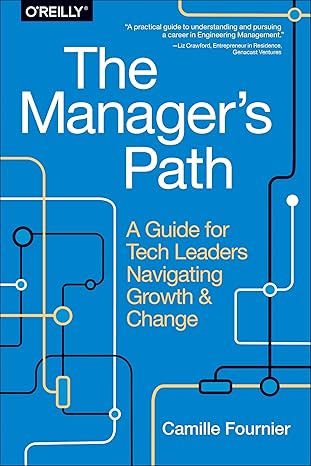 O'REILLY®
"A practical guide to understanding and pursuing
a career in Engineering Management."
—Liz Crawford, Entrepreneur in Residence,
Genacast Ventures
The
Manager's
Path
A Guide for
Tech Leaders
Navigating
Growth &
Change
Camille Fournier